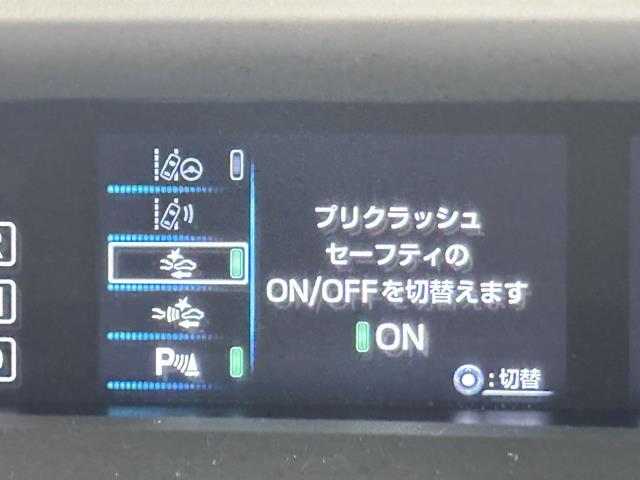 プリクラッシュ
セーフティの
ON/OFFを切替えます
ON
P
:切替